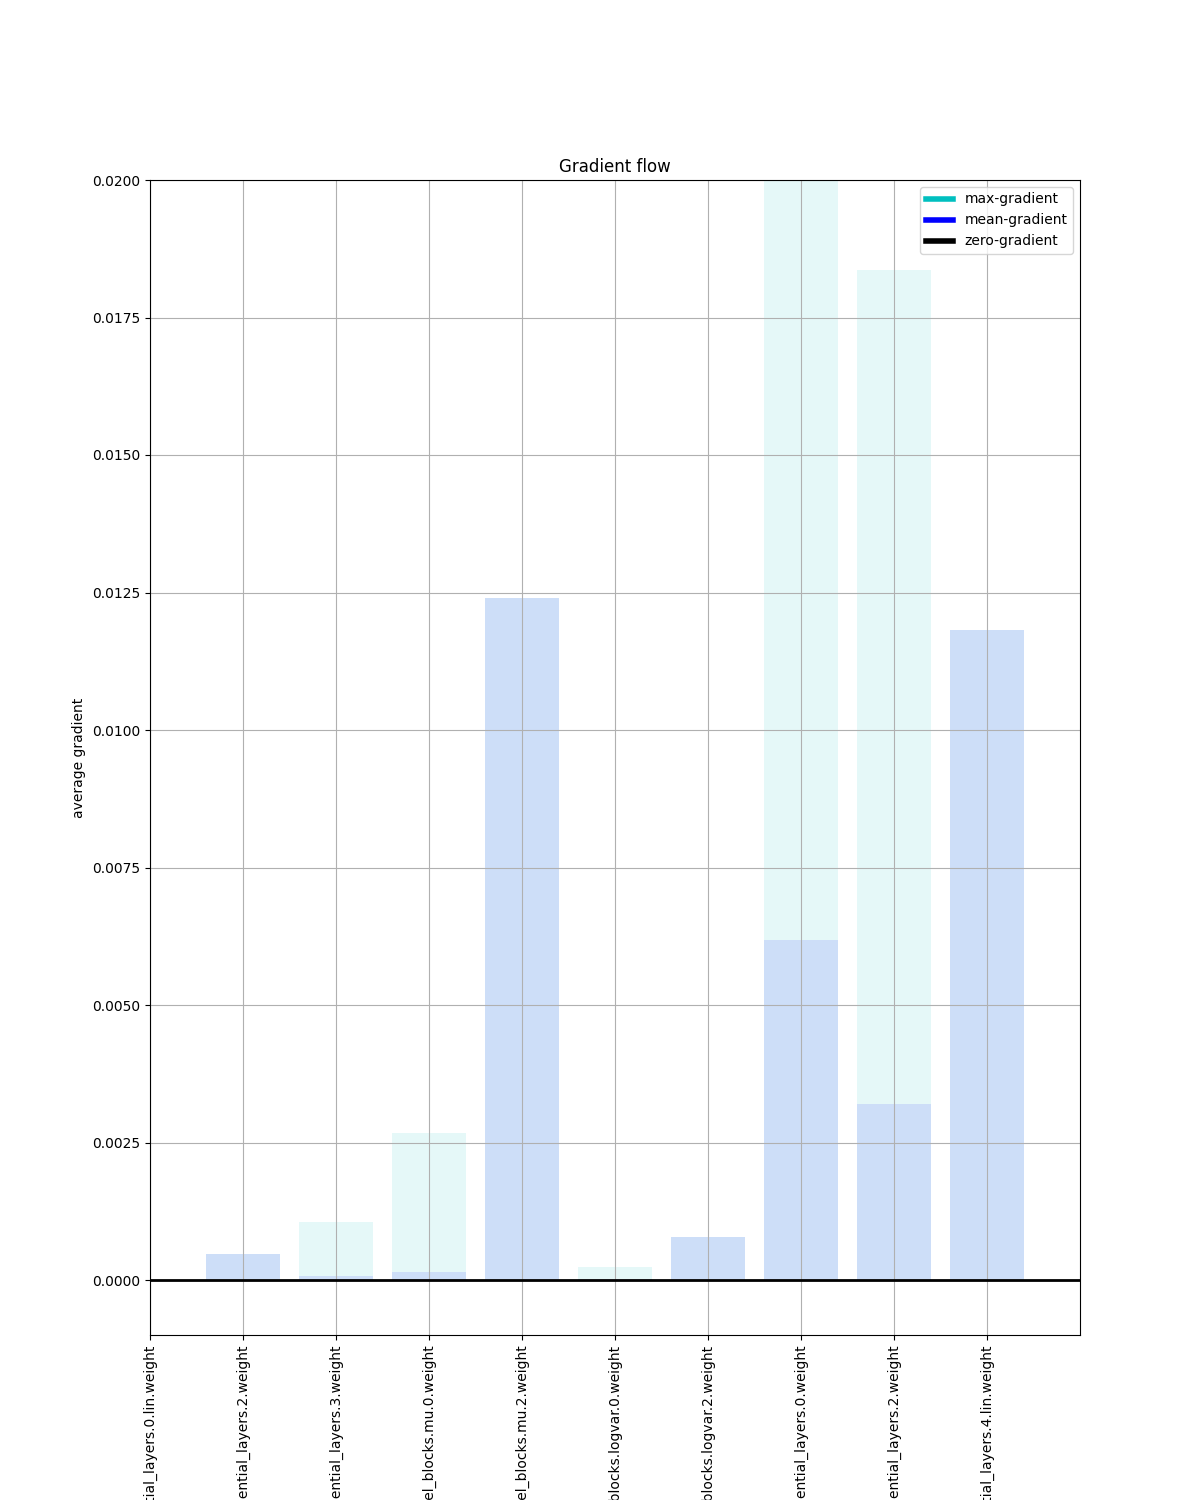 Gradient flow
max-gradient
mean-gradient
zero-gradient
0.0200
0.0175
0.0150
0.0125
0.0100
0.0075
0.0050
0.0025
0.0000
average gradient
tial_layers.0.lin.weight
ential_layers.2.weight
ential_layers.3.weight
el_blocks.mu.0.weight
el_blocks.mu.2.weight
blocks.logvar.0.weight
blocks.logvar.2.weight
ential_layers.0.weight
ential_layers.2.weight
tial_layers.4.lin.weight